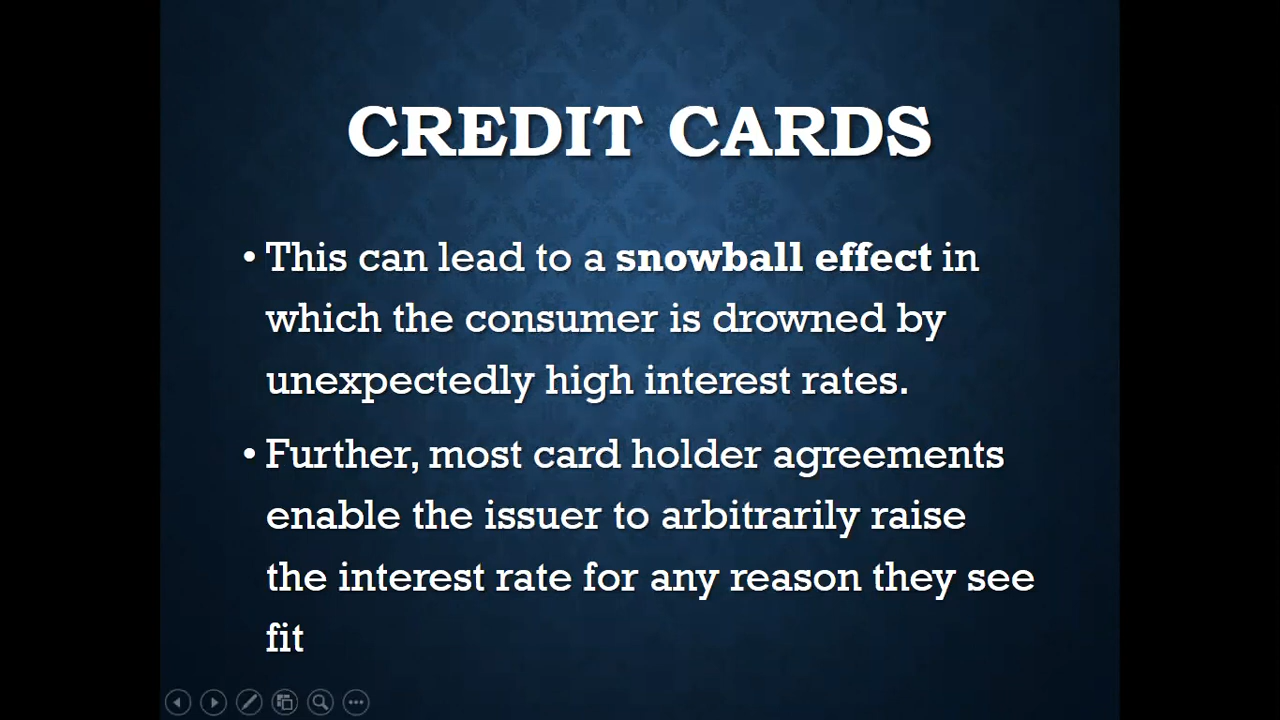 CREDIT CARDS
• This can lead to a snowball effect in
which the consumer is drowned by
unexpectedly high interest rates.
• Further, most card holder agreements
enable the issuer to arbitrarily raise
the interest rate for any reason they see
fit